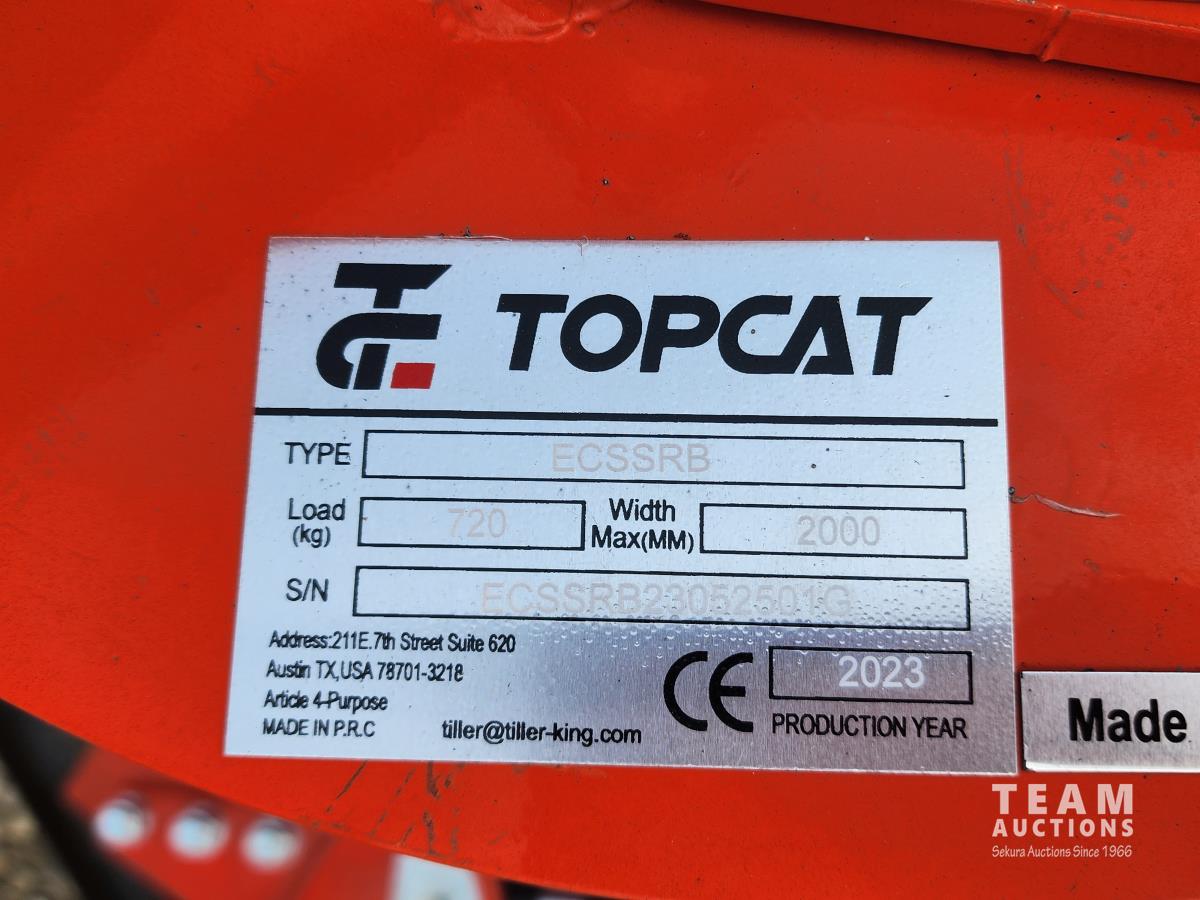 TOPCAT
TYPE ECSSRB
Load (kg) 720 Width Max(MM) 2000
S/N ECSSRB23052501G
Address:211E.7th Street Suite 620
Austin TX,USA 78701-3218
Article 4-Purpose
MADE IN P.R.C
tiller@tiller-king.com
CE
2023
PRODUCTION YEAR
Made
TEAM
AUCTIONS
Sekura Auctions Since 1966